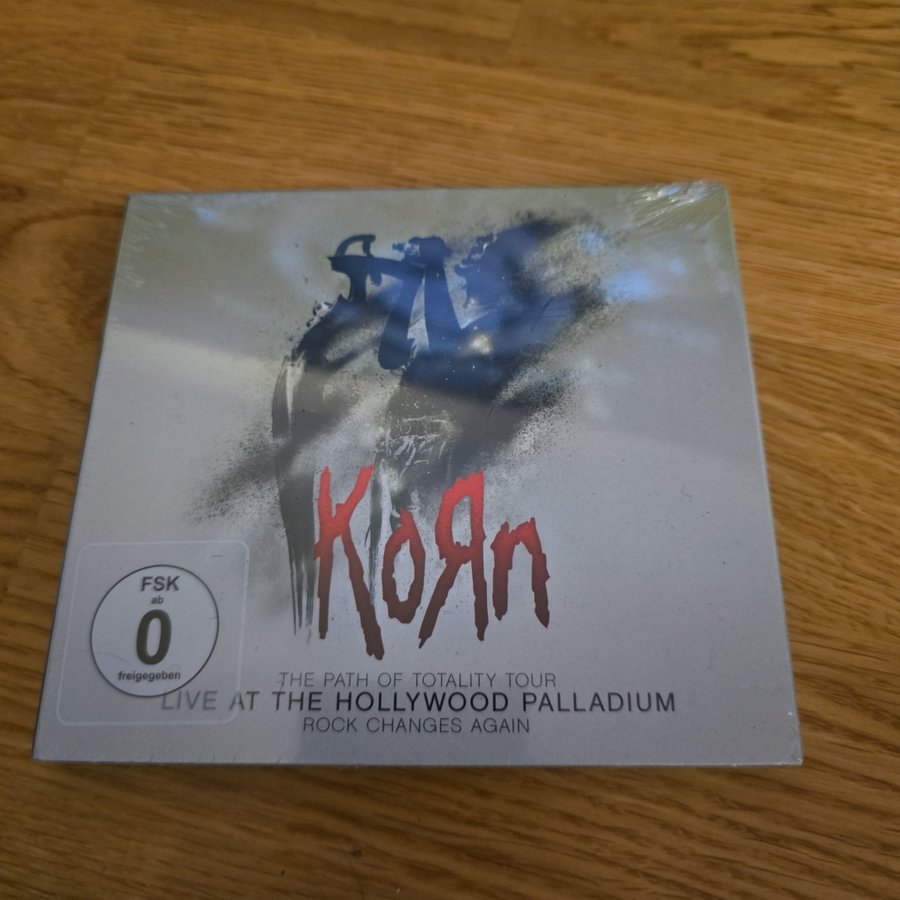 KoЯn
FSK
ab
0
freigegeben
THE PATH OF TOTALITY TOUR
LIVE AT THE HOLLYWOOD PALLADIUM
ROCK CHANGES AGAIN